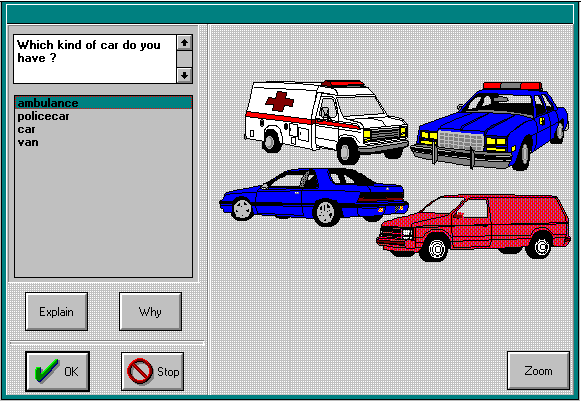 Which kind of car do you
have ?
ambulance
policecar
car
van
Explain
Why
OK
Stop
Zoom